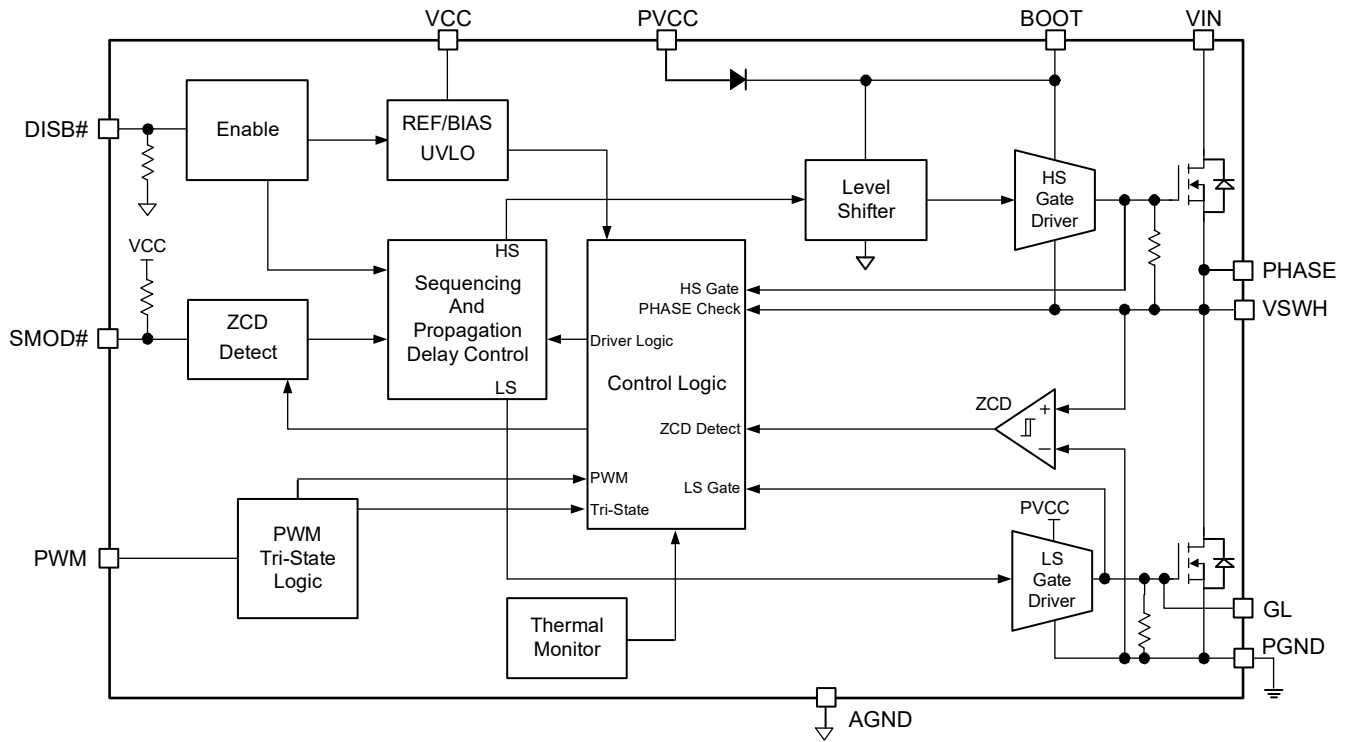 VCC
PVCC
BOOT
VIN
DISB#
Enable
REF/BIAS
UVLO
Level
Shifter
HS
Gate
Driver
VCC
HS
Sequencing
And
Propagation
Delay Control
LS
PHASE
VSWH
HS Gate
PHASE Check
Driver Logic
Control Logic
ZCD Detect
PWM
LS Gate
Tri-State
SMOD#
ZCD
Detect
ZCD
+
−
PWM
PWM
Tri-State
Logic
PVCC
LS
Gate
Driver
Thermal
Monitor
GL
PGND
AGND